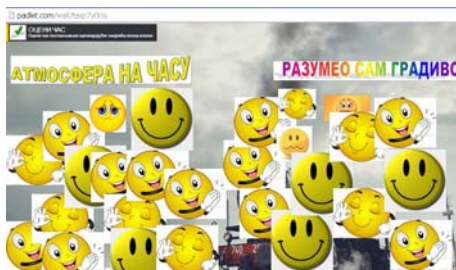 padlet.com/wall/
ОЦЕНИ ЧАС
АТМОСФЕРА НА ЧАСУ
РАЗУМЕО САМ ГРАДИВО